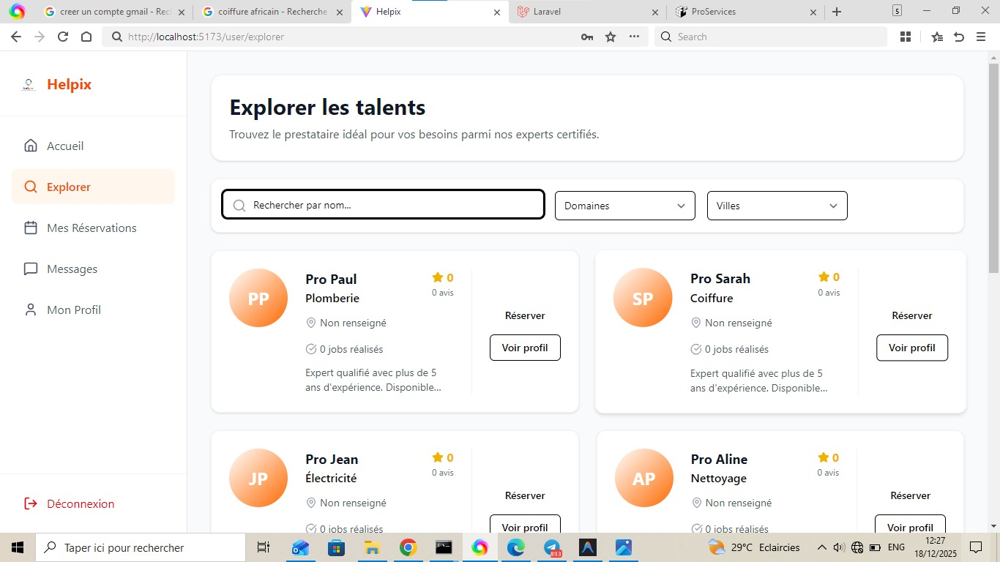 creer un compte gmail - Rec
coiffure africain - Recherche
Helpix
Laravel
ProServices
5
http://localhost:5173/user/explorer
Search
Helpix
Accueil
Explorer
Mes Réservations
Messages
Mon Profil
Déconnexion
Explorer les talents
Trouvez le prestataire idéal pour vos besoins parmi nos experts certifiés.
Rechercher par nom...
Domaines
Villes
PP
Pro Paul
Plomberie
0
0 avis
Non renseigné
0 jobs réalisés
Expert qualifié avec plus de 5
ans d'expérience. Disponible...
Réserver
Voir profil
SP
Pro Sarah
Coiffure
0
0 avis
Non renseigné
0 jobs réalisés
Expert qualifié avec plus de 5
ans d'expérience. Disponible...
Réserver
Voir profil
JP
Pro Jean
Électricité
0
0 avis
Non renseigné
0 jobs réalisés
Réserver
Voir profil
AP
Pro Aline
Nettoyage
0
0 avis
Non renseigné
0 jobs réalisés
Réserver
Voir profil
Taper ici pour rechercher
893
29°C Eclaircies
ENG
12:27
18/12/2025